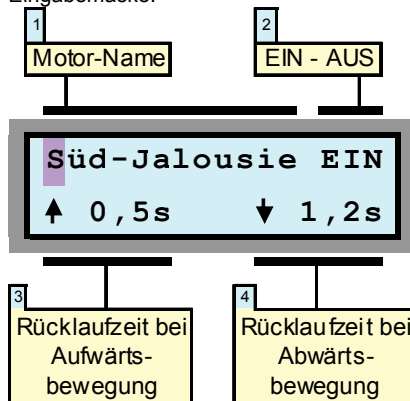 Eingabemaske:
1
2
Motor-Name
EIN - AUS
Süd-Jalousie EIN
↑ 0,5s ↓ 1,2s
3
4
Rücklaufzeit bei
Aufwärts-
bewegung
Rücklaufzeit bei
Abwärts-
bewegung